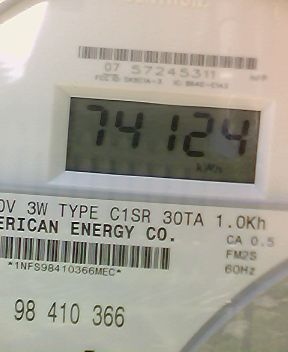 07 57245311
74124
kWh
0V 3W TYPE C1SR 30TA 1.0Kh
ERICAN ENERGY CO.
CA 0.5
FM2S
60Hz
*1NFS98410366MEC*
98 410 366